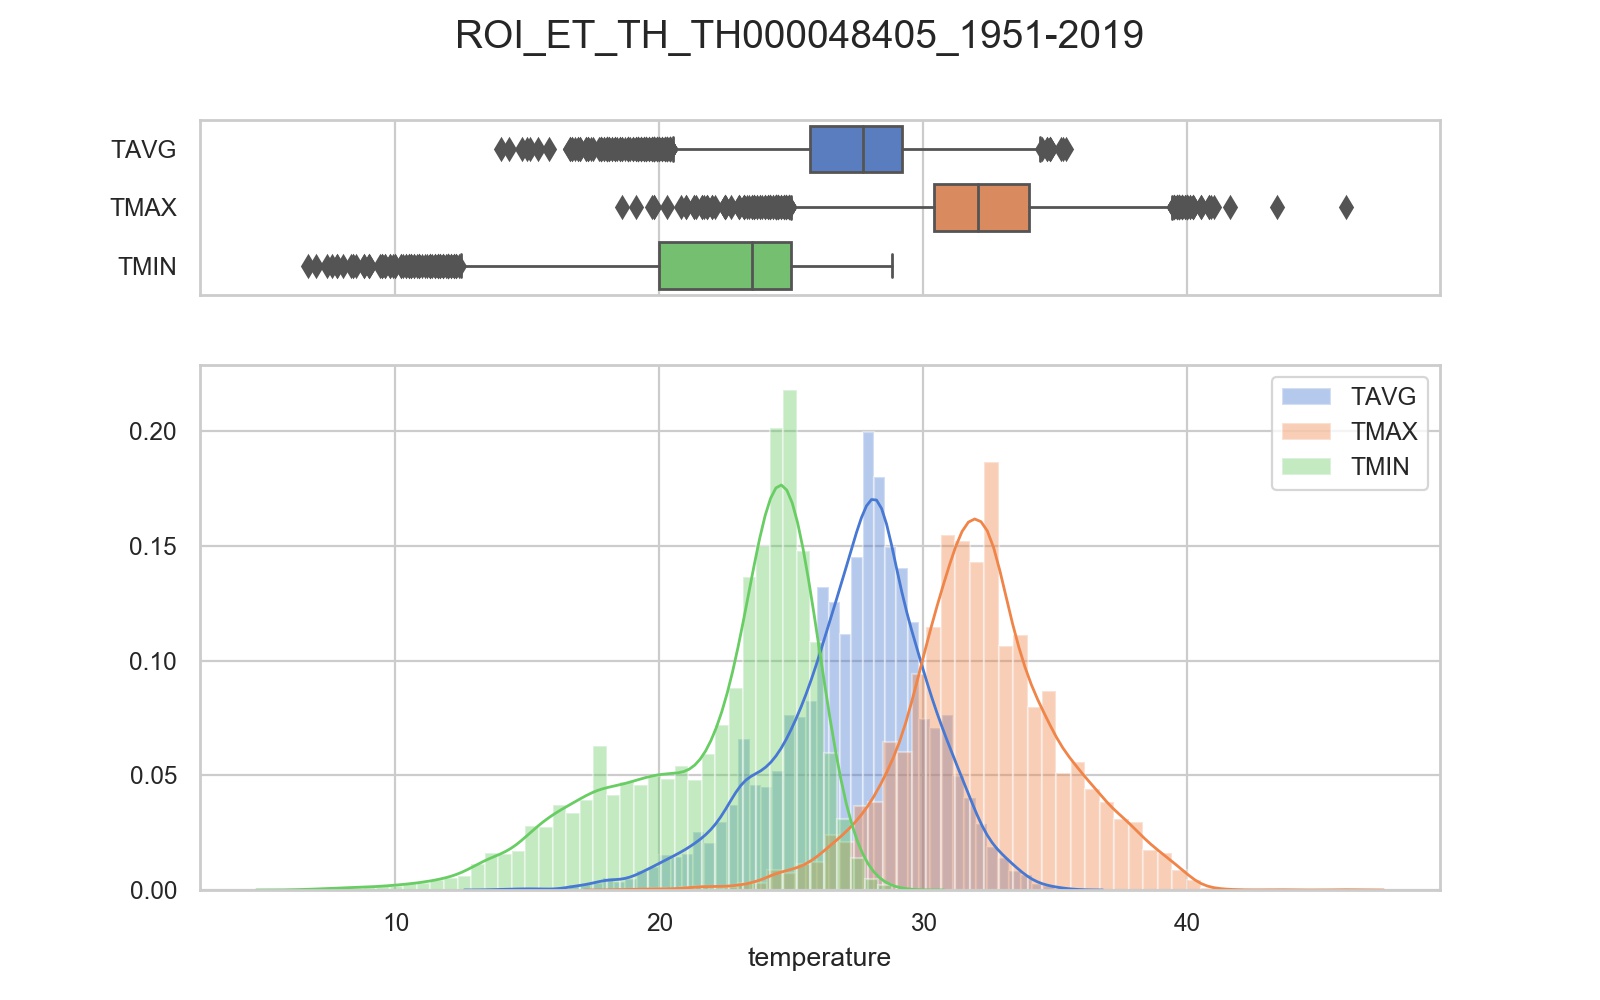 ROI_ET_TH_TH000048405_1951-2019
TAVG
TMAX
TMIN
TAVG
TMAX
TMIN
0.20
0.15
0.10
0.05
0.00
10 20 30 40
temperature